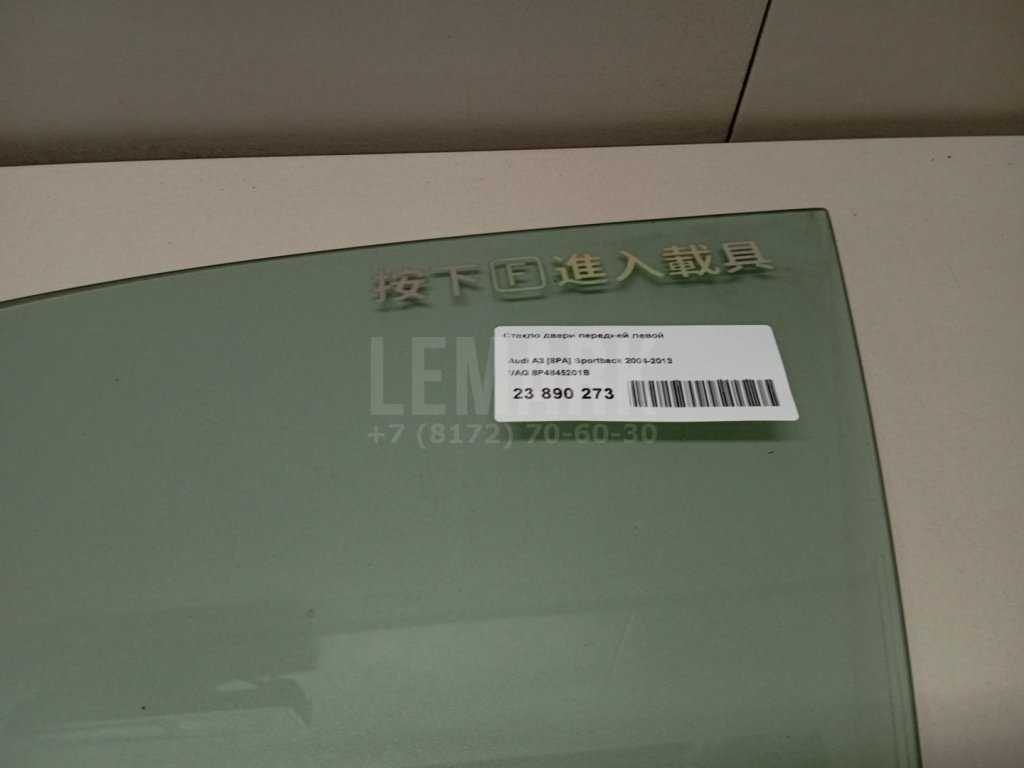 按下F進入載具
Стекло двери передней левой
Audi A3 [8PA] Sportback 2004-2013
VAG 8P4845201B
23 890 273
LEMARK
+7 (8172) 70-60-30